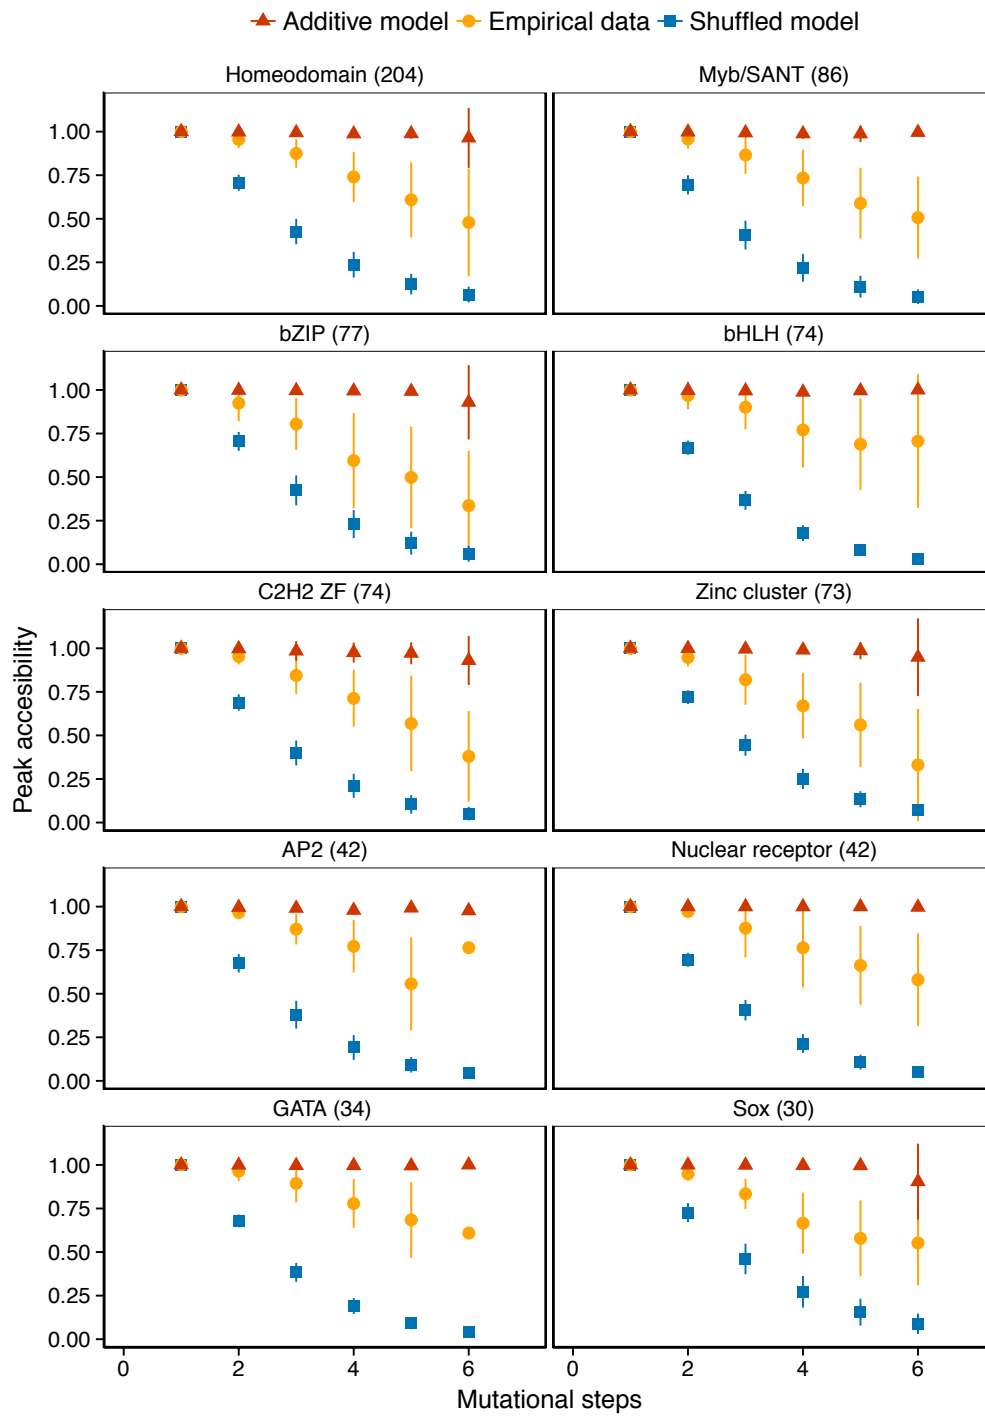 Additive model Empirical data Shuffled model
Homeodomain (204) Myb/SANT (86)
1.00
0.75
0.50
0.25
0.00
bZIP (77) bHLH (74)
1.00
0.75
0.50
0.25
0.00
C2H2 ZF (74) Zinc cluster (73)
1.00
0.75
0.50
0.25
0.00
Peak accesibility
AP2 (42) Nuclear receptor (42)
1.00
0.75
0.50
0.25
0.00
GATA (34) Sox (30)
1.00
0.75
0.50
0.25
0.00
0 2 4 6 0 2 4 6
Mutational steps